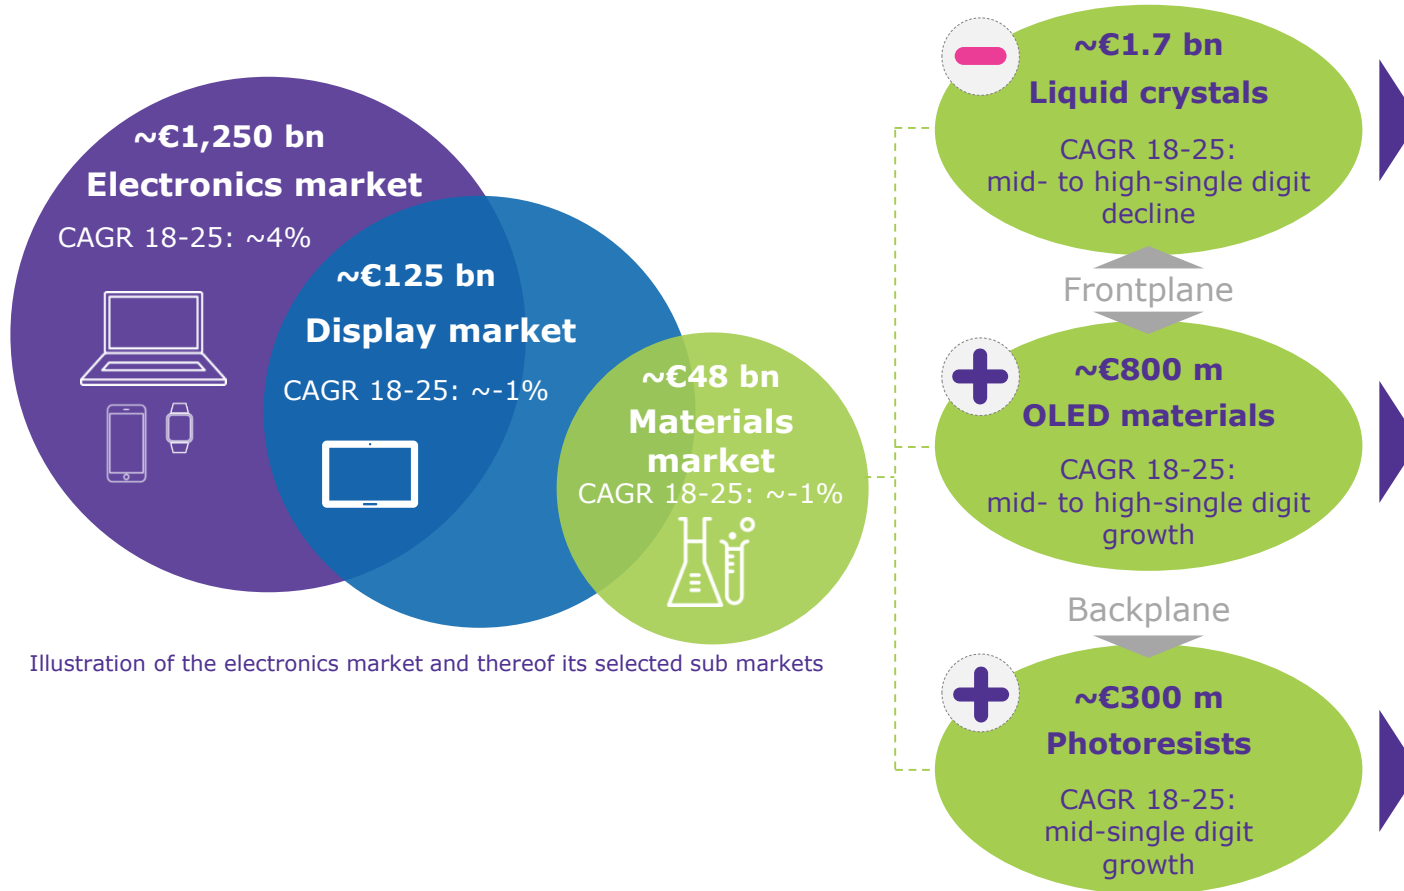 ~€1,250 bn
Electronics market
CAGR 18-25: ~4%
~€125 bn
Display market
CAGR 18-25: ~-1%
~€48 bn
Materials
market
CAGR 18-25: ~-1%
Illustration of the electronics market and thereof its selected sub markets
~€1.7 bn
Liquid crystals
CAGR 18-25:
mid- to high-single digit
decline
Frontplane
~€800 m
OLED materials
CAGR 18-25:
mid- to high-single digit
growth
Backplane
~€300 m
Photoresists
CAGR 18-25:
mid-single digit
growth